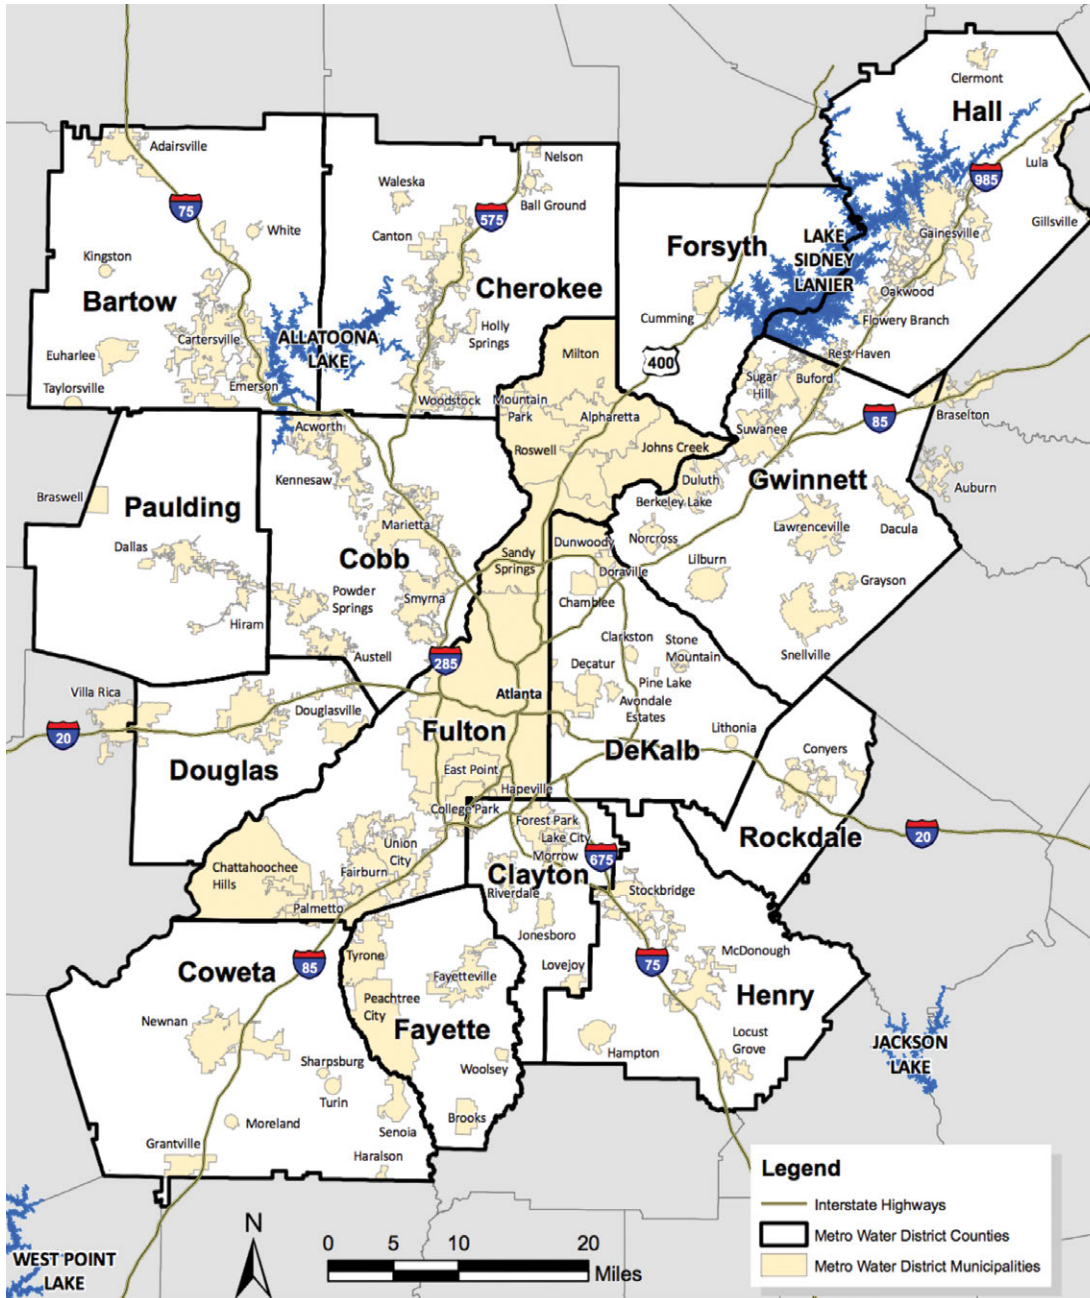 Clermont
Hall
Adairsville
Nelson
Lula
985
Waleska
Ball Ground
75
575
Gillsville
White
Canton
Gainesville
Forsyth
LAKE
SIDNEY
LANIER
Kingston
Bartow
Cherokee
Oakwood
Cumming
Flowery Branch
Holly
Springs
ALLATOONA
LAKE
Cartersville
Euharlee
Milton
400
Rest Haven
Taylorsville
Emerson
Woodstock
Mountain
Park
Sugar
Hill
Buford
Alpharetta
85
Braselton
Acworth
Suwanee
Roswell
Johns Creek
Kennesaw
Duluth
Gwinnett
Auburn
Braswell
Paulding
Berkeley Lake
Marietta
Lawrenceville
Dacula
Dallas
Cobb
Sandy
Springs
Dunwoody
Norcross
Doraville
Lilburn
Grayson
Powder
Springs
Smyrna
Chamblee
Hiram
Clarkston
Stone
Mountain
Snellville
Austell
285
Decatur
Pine Lake
Villa Rica
Atlanta
Avondale
Estates
Douglasville
20
Fulton
Lithonia
DeKalb
Conyers
Douglas
East Point
Hapeville
College Park
Forest Park
Rockdale
20
Lake City
Union
City
Morrow
675
Chattahoochee
Hills
Fairburn
Clayton
Riverdale
Stockbridge
Palmetto
Jonesboro
Tyrone
McDonough
Coweta
85
Fayetteville
Lovejoy
75
Henry
Peachtree
City
Newnan
Fayette
Locust
Grove
JACKSON
LAKE
Hampton
Sharpsburg
Woolsey
Turin
Moreland
Brooks
Senoia
Grantville
Haralson
Legend
Interstate Highways
Metro Water District Counties
Metro Water District Municipalities
N
0 5 10 20
Miles
WEST POINT
LAKE